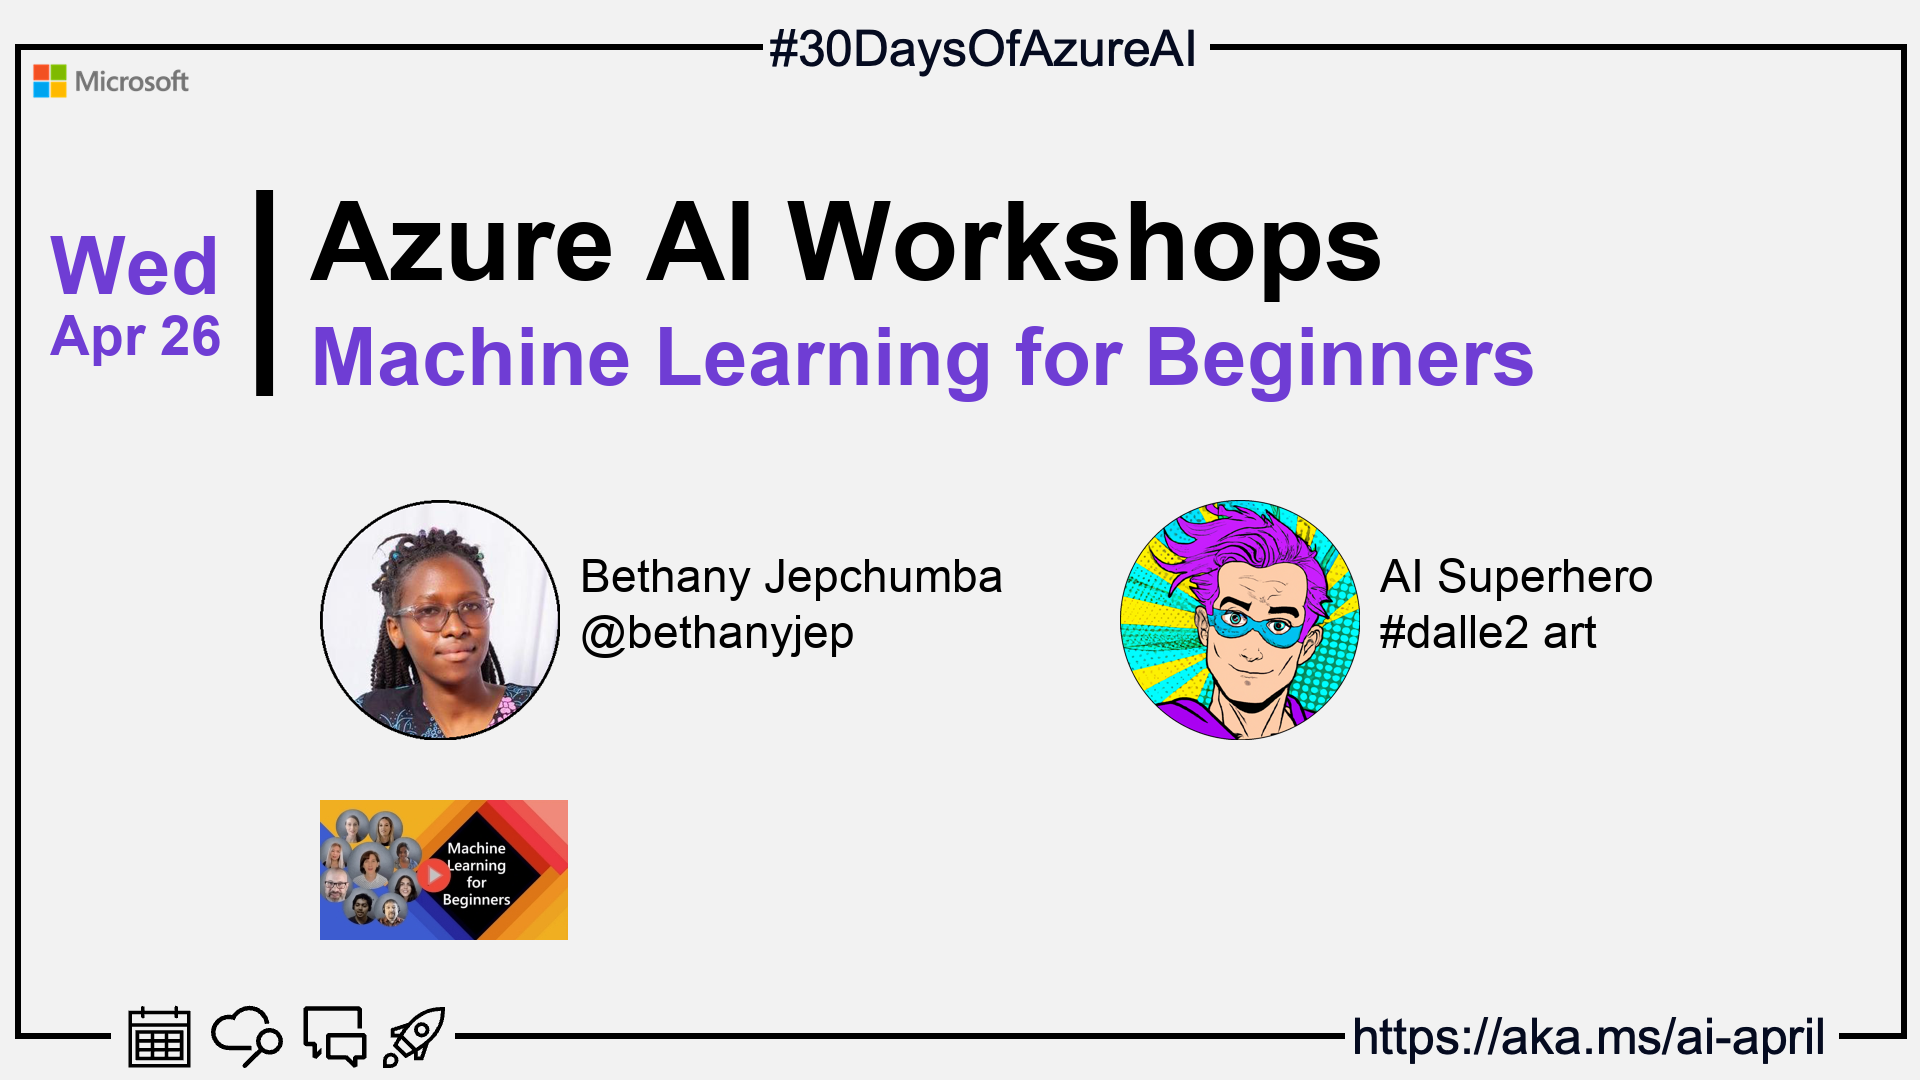 #30DaysOfAzureAI
Microsoft
Wed
Apr 26
Azure AI Workshops
Machine Learning for Beginners
Bethany Jepchumba
@bethanyjep
AI Superhero
#dalle2 art
Machine
Learning
for
Beginners
https://aka.ms/ai-april